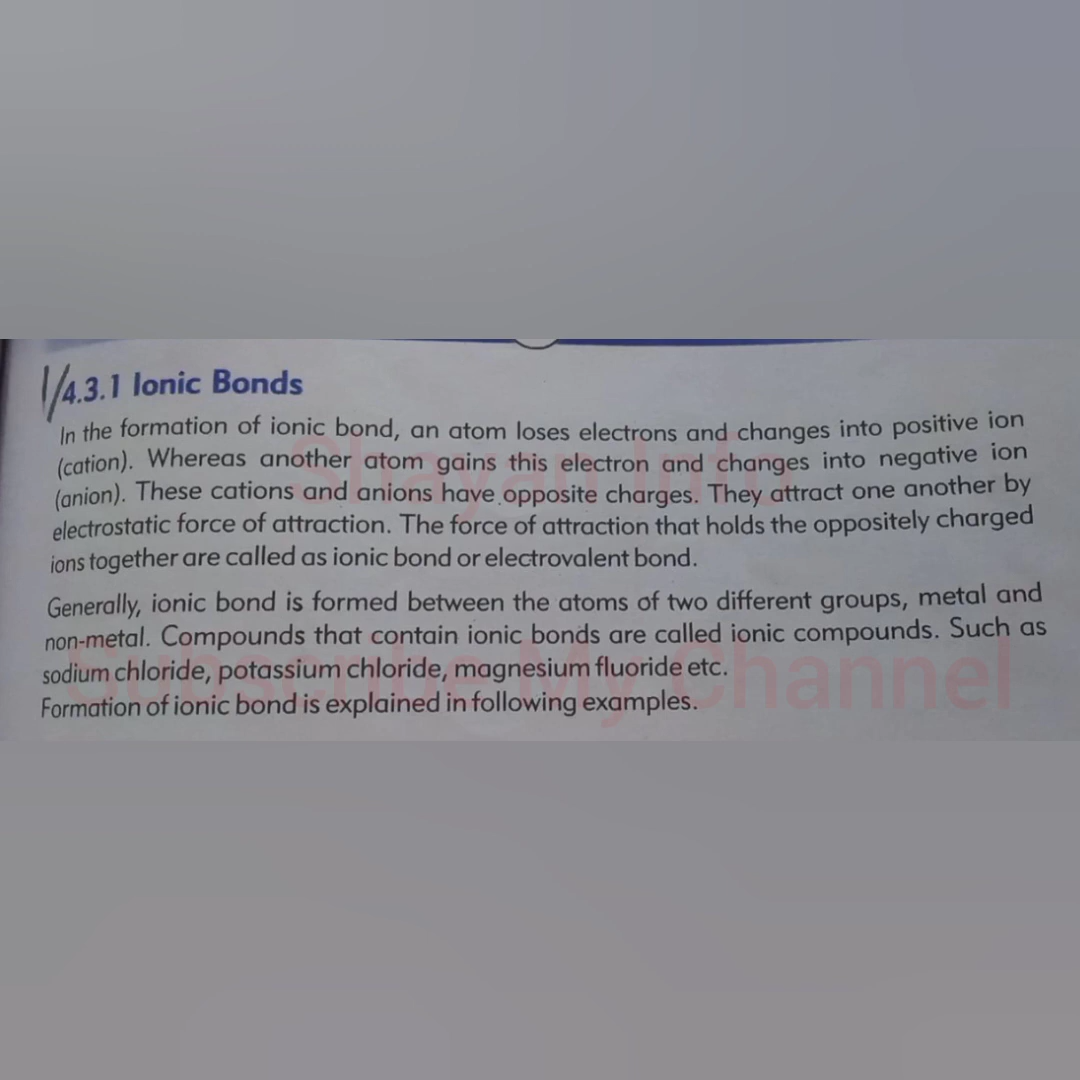 4.3.1 Ionic Bonds
In the formation of ionic bond, an atom loses electrons and changes into positive ion
(cation). Whereas another atom gains this electron and changes into negative ion
(anion). These cations and anions have opposite charges. They attract one another by
electrostatic force of attraction. The force of attraction that holds the oppositely charged
ions together are called as ionic bond or electrovalent bond.
Generally, ionic bond is formed between the atoms of two different groups, metal and
non-metal. Compounds that contain ionic bonds are called ionic compounds. Such as
sodium chloride, potassium chloride, magnesium fluoride etc.
Formation of ionic bond is explained in following examples.
Shayan Info
Subscribe My Channel